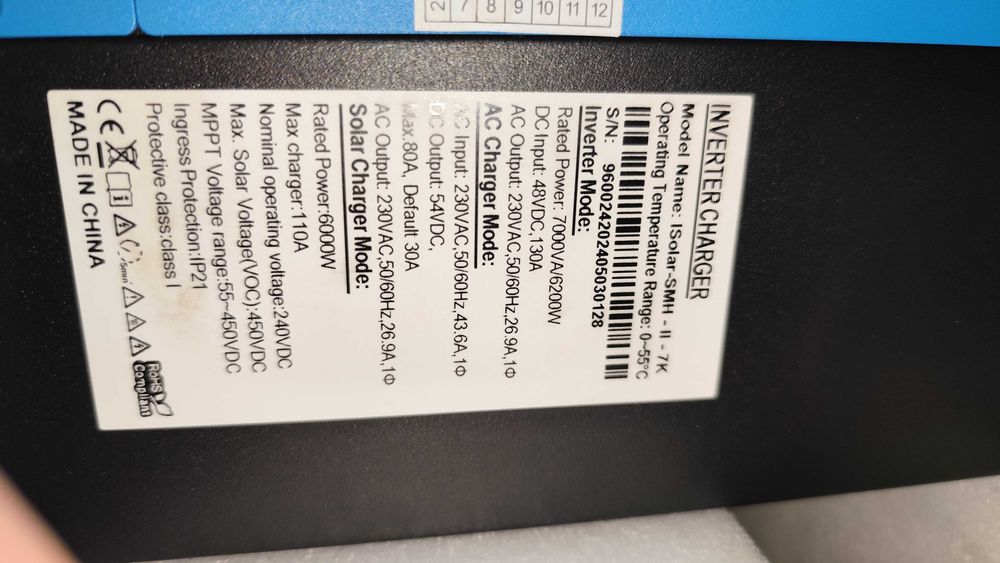 2 7 8 9 10 11 12
INVERTER CHARGER
Model Name: ISolar-SMH - II - 7K
Operating Temperature Range: 0~55°C
S/N: 96002420240503​0128
Inverter Mode:
Rated Power: 7000VA/6200W
DC Input: 48VDC,130A
AC Output: 230VAC,50/60Hz,26.9A,1Φ
AC Charger Mode:
AC Input: 230VAC,50/60Hz,43.6A,1Φ
DC Output: 54VDC,
Max.80A, Default 30A
AC Output: 230VAC,50/60Hz,26.9A,1Φ
Solar Charger Mode:
Rated Power:6000W
Max charger:110A
Nominal operating voltage:240VDC
Max. Solar Voltage(VOC):450VDC
MPPT Voltage range:55~450VDC
Ingress Protection:IP21
Protective class:class I
CE 5min RoHS Compliant
MADE IN CHINA